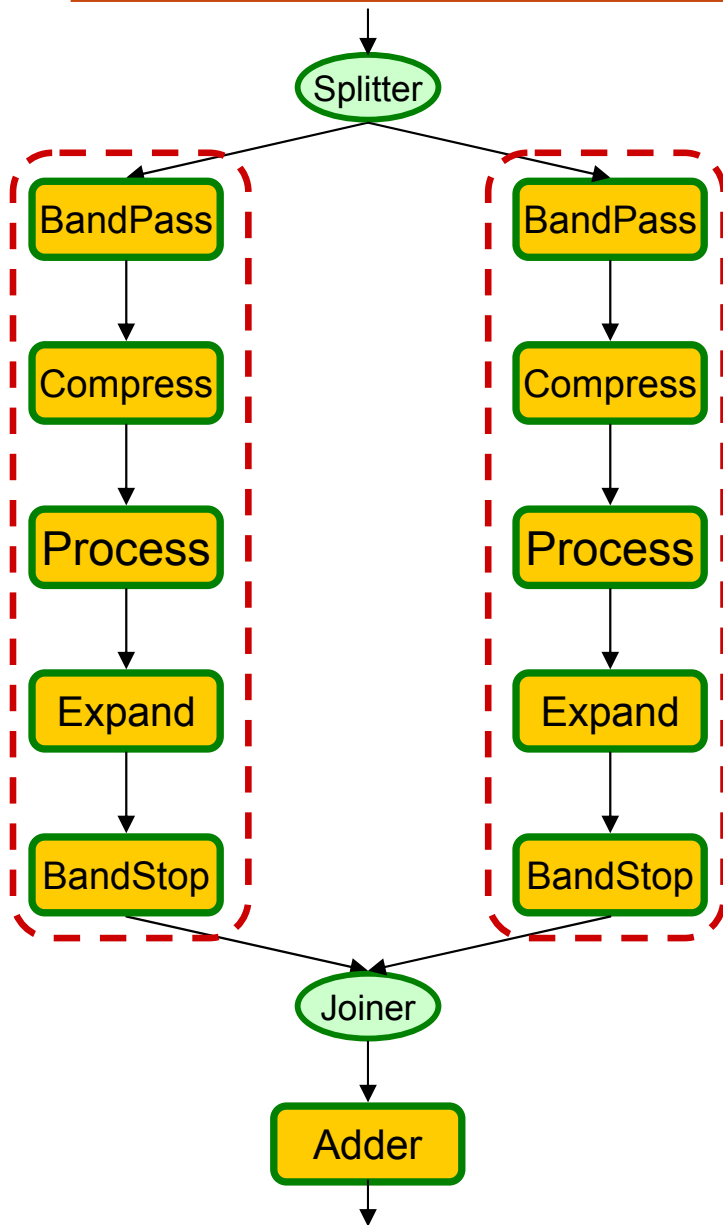 Splitter
BandPass
BandPass
Compress
Compress
Process
Process
Expand
Expand
BandStop
BandStop
Joiner
Adder